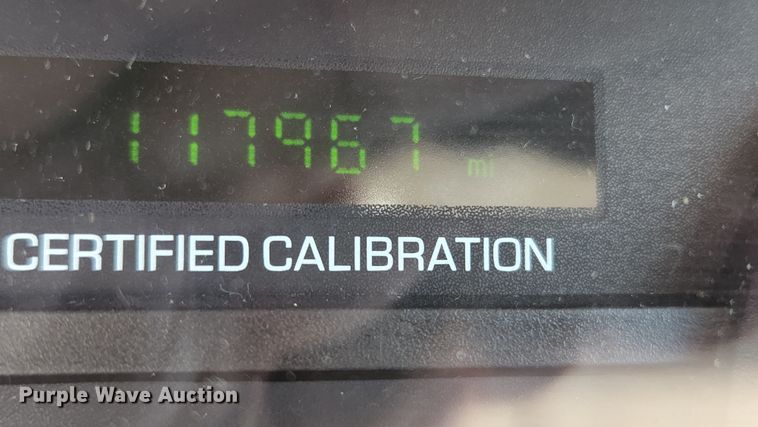 117967 mi
CERTIFIED CALIBRATION
Purple Wave Auction